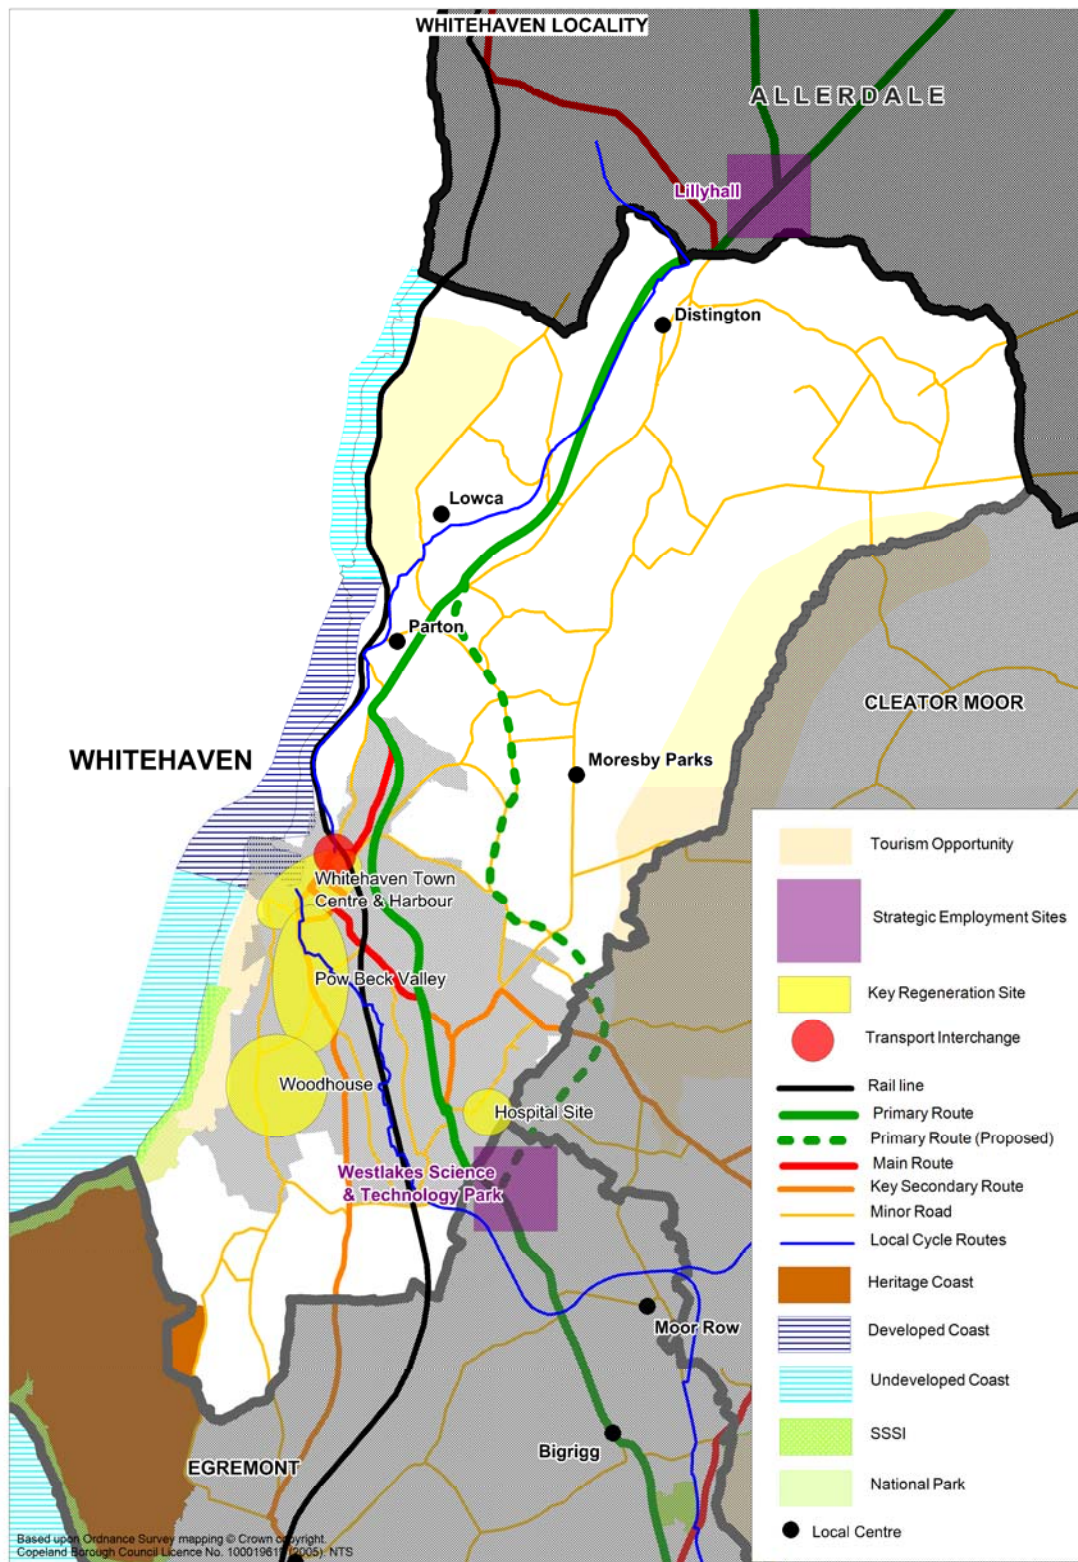 WHITEHAVEN LOCALITY
ALLERDALE
Lillyhall
Distington
Lowca
Parton
CLEATOR MOOR
WHITEHAVEN
Moresby Parks
Whitehaven Town
Centre & Harbour
Pow Beck Valley
Woodhouse
Hospital Site
Westlakes Science
& Technology Park
Moor Row
Bigrigg
EGREMONT
Tourism Opportunity
Strategic Employment Sites
Key Regeneration Site
Transport Interchange
Rail line
Primary Route
Primary Route (Proposed)
Main Route
Key Secondary Route
Minor Road
Local Cycle Routes
Heritage Coast
Developed Coast
Undeveloped Coast
SSSI
National Park
Local Centre
Based upon Ordnance Survey mapping © Crown copyright.
Copeland Borough Council Licence No. (2005). NTS